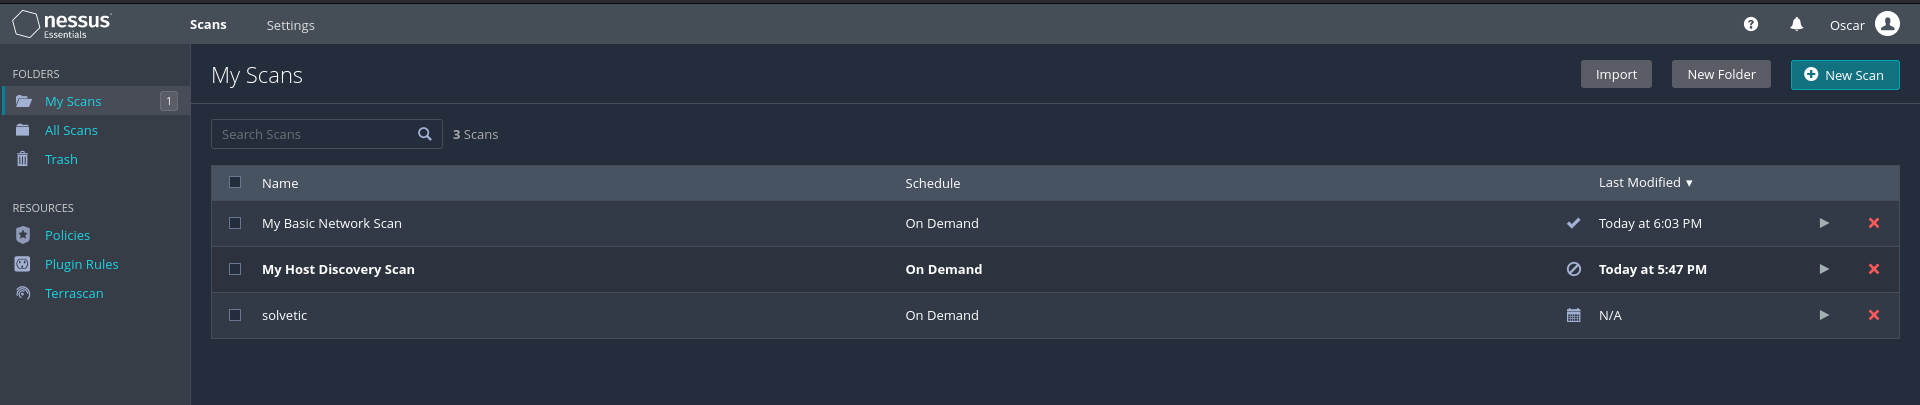 nessus
Essentials
Scans
Settings
Oscar
FOLDERS
My Scans
1
All Scans
Trash
RESOURCES
Policies
Plugin Rules
Terrascan
My Scans
Import
New Folder
New Scan
Search Scans
3 Scans
Name Schedule Last Modified ▼
My Basic Network Scan On Demand Today at 6:03 PM
My Host Discovery Scan On Demand Today at 5:47 PM
solvetic On Demand N/A